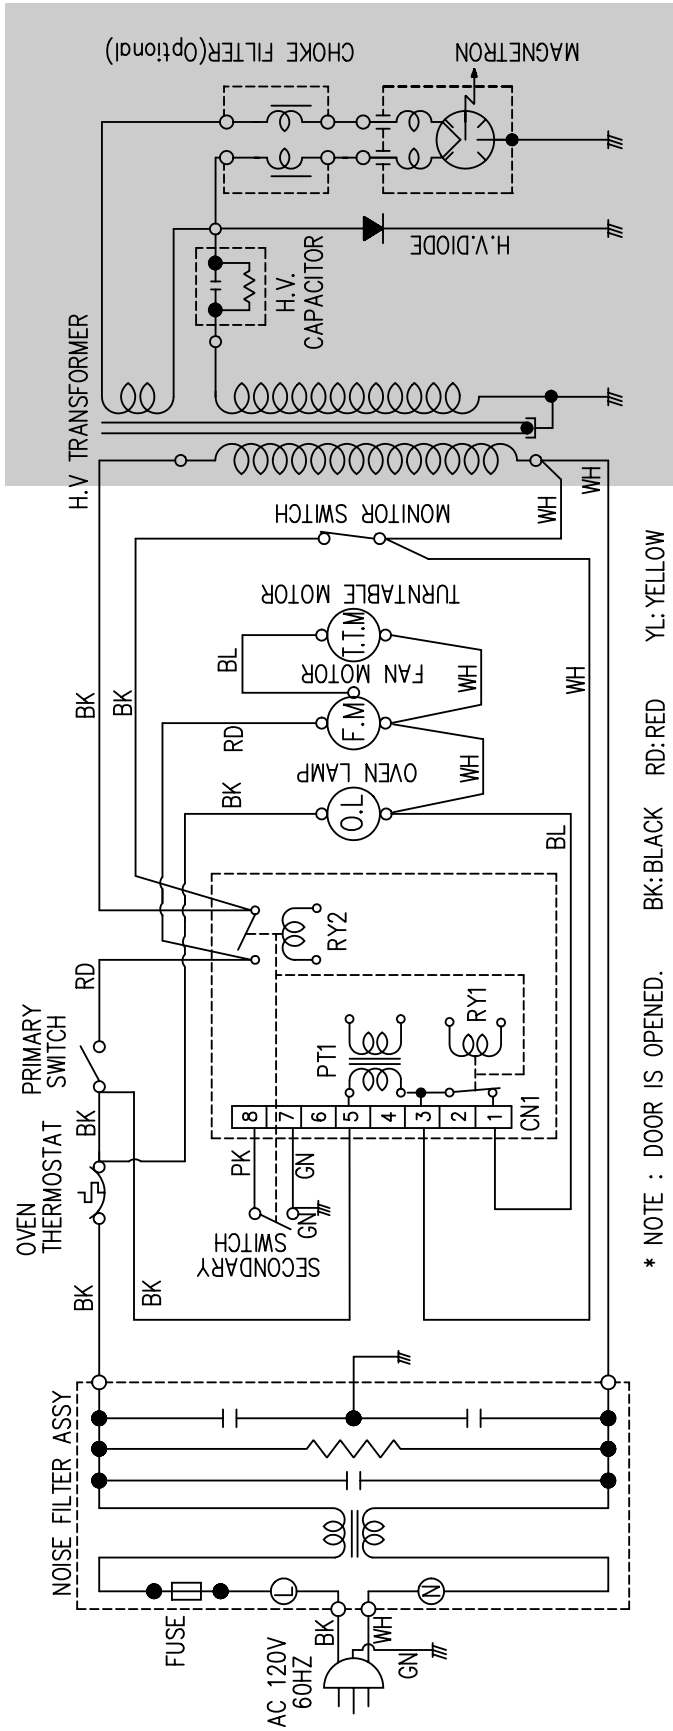 CHOKE FILTER(Optional)
MAGNETRON
H.V.DIODE
H.V.
CAPACITOR
H.V TRANSFORMER
WH
WH
MONITOR SWITCH
TURNTABLE MOTOR
T.T.M
BL
FAN MOTOR
WH
WH
BK
BK
F.M
RD
OVEN LAMP
WH
BK
O.L
BL
RY2
RD
PRIMARY
SWITCH
PT1
RY1
BK
8
7
6
5
4
3
2
1
CN1
OVEN
THERMOSTAT
PK
GN
GN
SECONDARY
SWITCH
BK
BK
NOISE FILTER ASSY
FUSE
L
N
BK
WH
GN
AC 120V
60HZ
* NOTE : DOOR IS OPENED.
BK:BLACK
RD:RED
YL:YELLOW